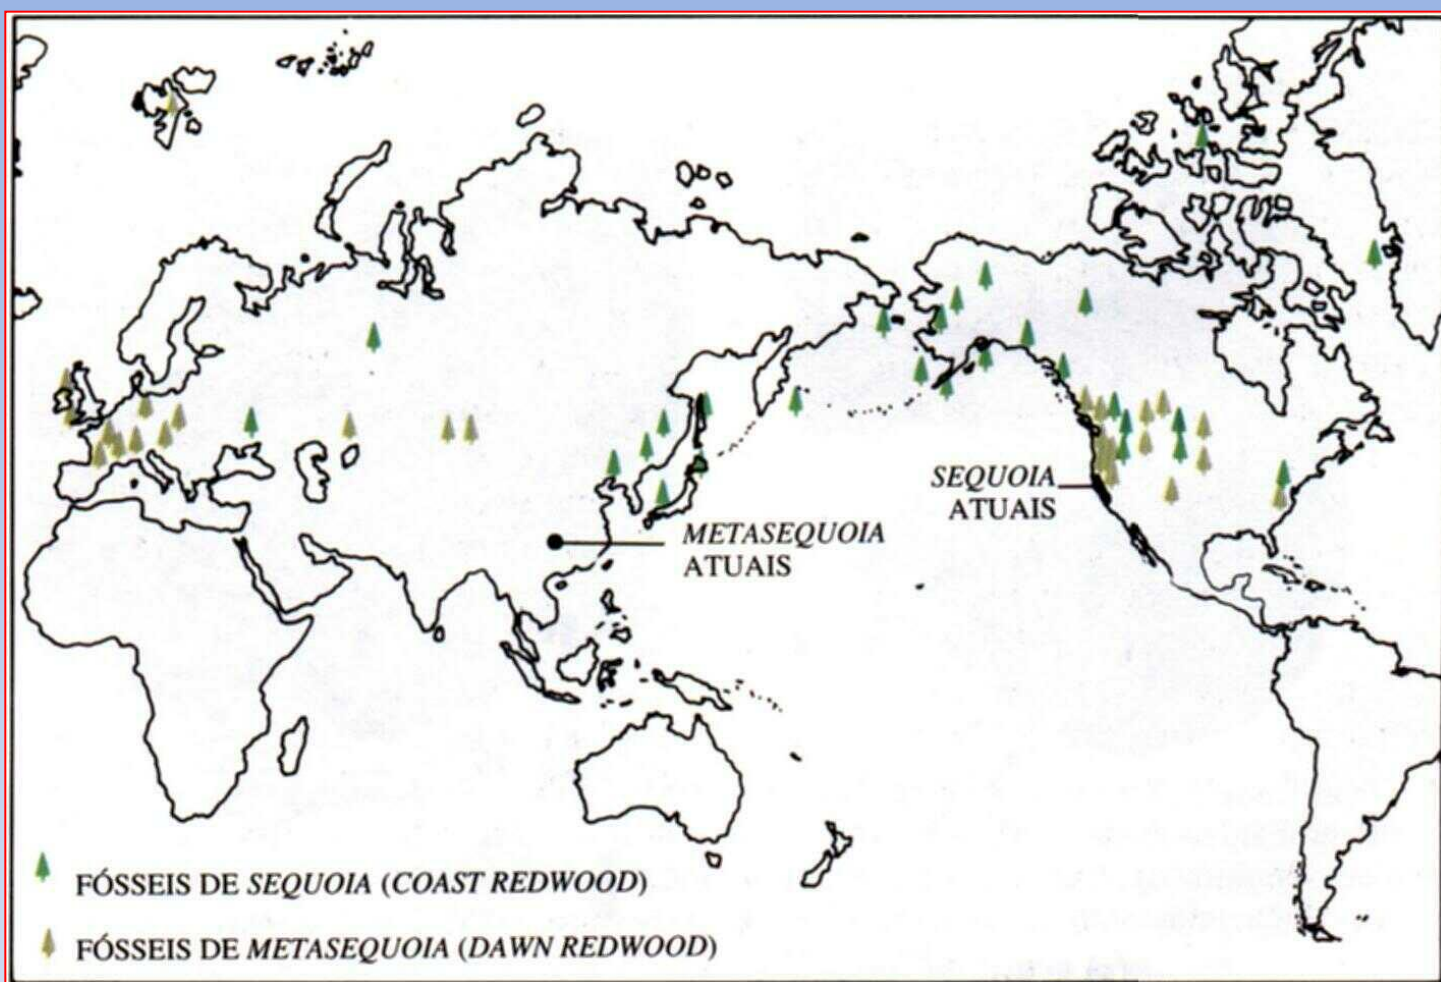 SEQUOIA
ATUAIS
METASEQUOIA
ATUAIS
FÓSSEIS DE SEQUOIA (COAST REDWOOD)
FÓSSEIS DE METASEQUOIA (DAWN REDWOOD)